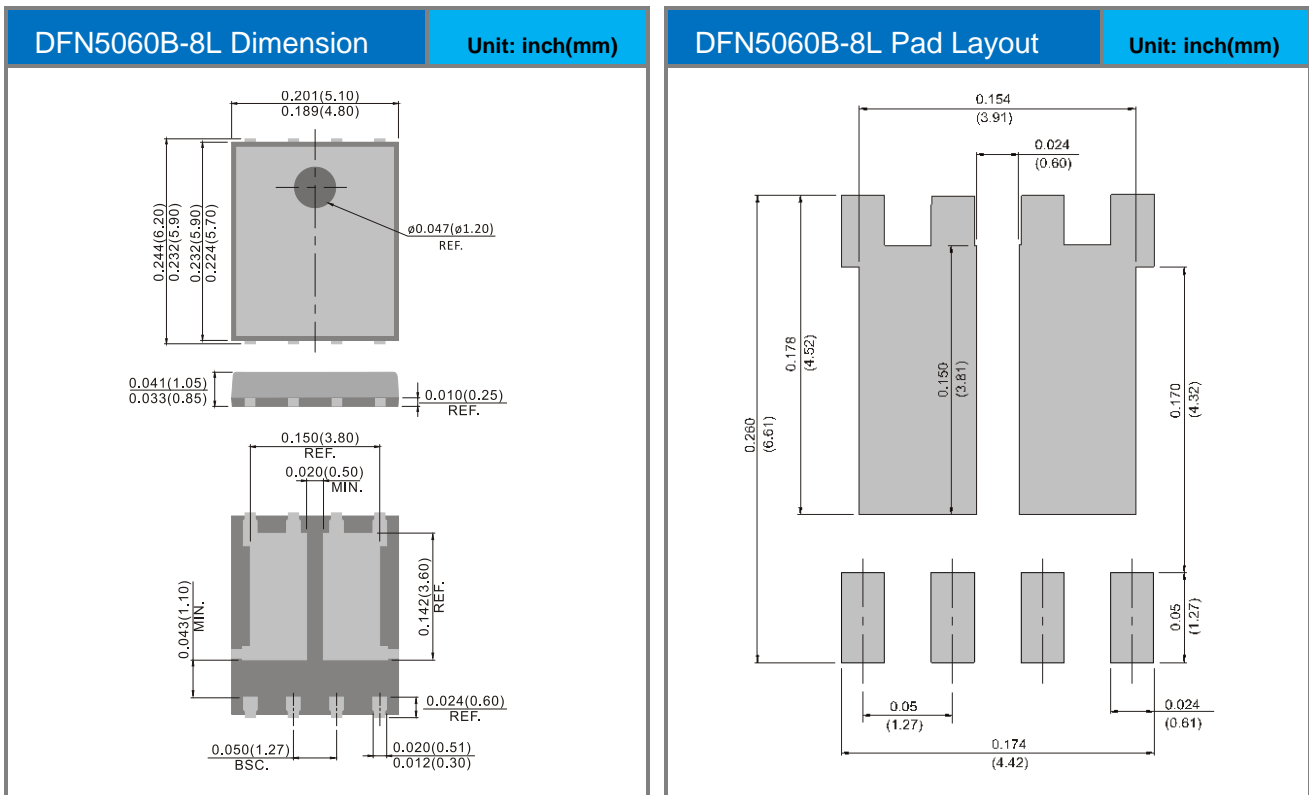 DFN5060B-8L Dimension
Unit: inch(mm)
0.201(5.10)
0.189(4.80)
0.244(6.20)
0.232(5.90)
0.232(5.90)
0.224(5.70)
ø0.047(ø1.20)
REF.
0.041(1.05)
0.033(0.85)
0.010(0.25)
REF.
0.150(3.80)
REF.
0.020(0.50)
MIN.
0.043(1.10)
MIN.
0.142(3.60)
REF.
0.024(0.60)
REF.
0.050(1.27)
BSC.
0.020(0.51)
0.012(0.30)
DFN5060B-8L Pad Layout
Unit: inch(mm)
0.154
(3.91)
0.024
(0.60)
0.178
(4.52)
0.150
(3.81)
0.260
(6.61)
0.170
(4.32)
0.05
(1.27)
0.05
(1.27)
0.024
(0.61)
0.174
(4.42)